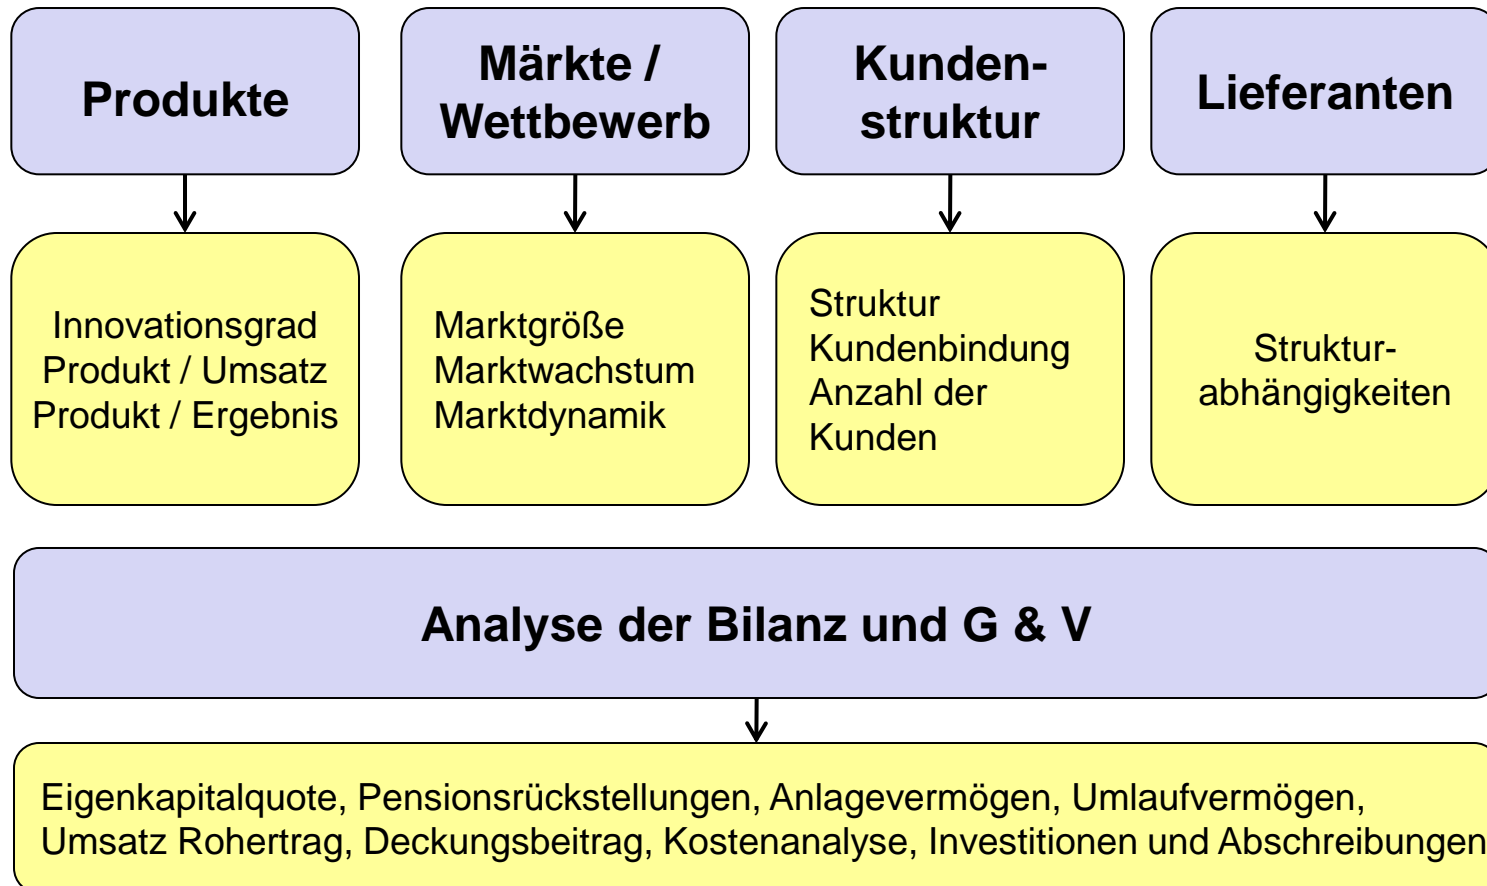 Produkte
Märkte /
Wettbewerb
Kunden-
struktur
Lieferanten
Innovationsgrad
Produkt / Umsatz
Produkt / Ergebnis
Marktgröße
Marktwachstum
Marktdynamik
Struktur
Kundenbindung
Anzahl der
Kunden
Struktur-
abhängigkeiten
Analyse der Bilanz und G & V
Eigenkapitalquote, Pensionsrückstellungen, Anlagevermögen, Umlaufvermögen,
Umsatz Rohertrag, Deckungsbeitrag, Kostenanalyse, Investitionen und Abschreibungen